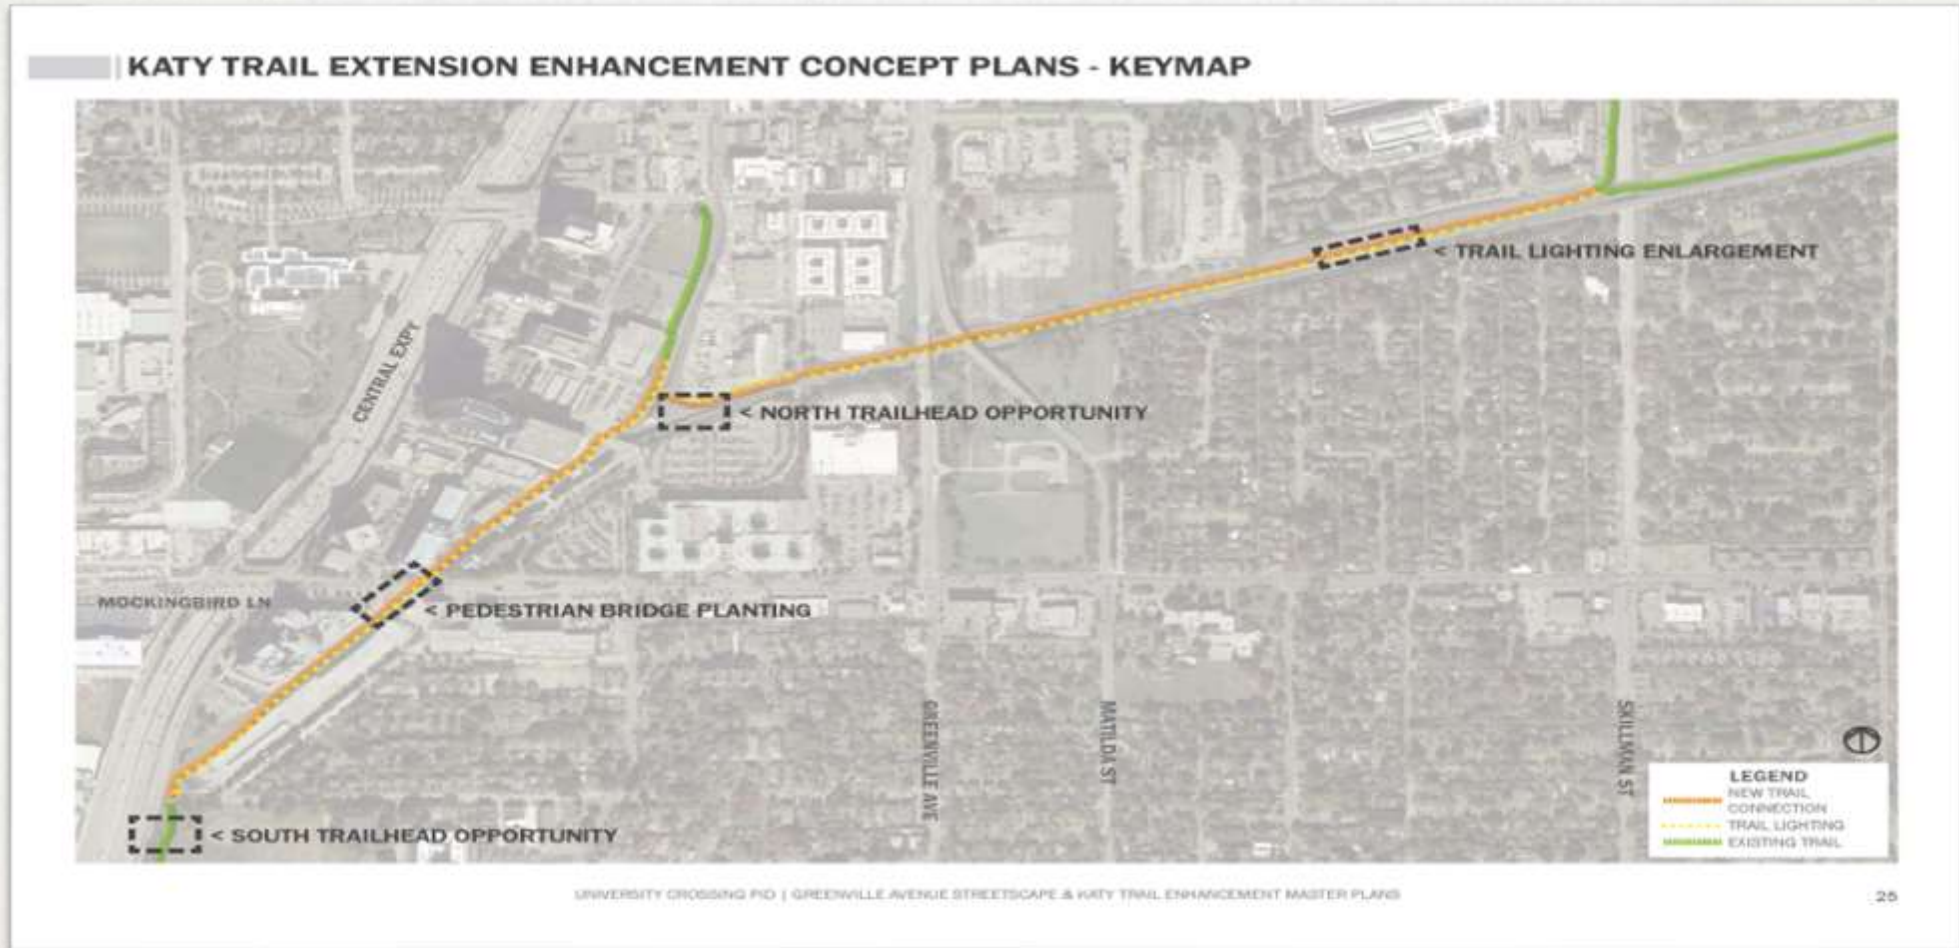 KATY TRAIL EXTENSION ENHANCEMENT CONCEPT PLANS - KEYMAP
< TRAIL LIGHTING ENLARGEMENT
CENTRAL EXPY
< NORTH TRAILHEAD OPPORTUNITY
MOCKINGBIRD LN
< PEDESTRIAN BRIDGE PLANTING
GREENVILLE AVE
MATILDA ST
SKILLMAN ST
LEGEND
NEW TRAIL
CONNECTION
TRAIL LIGHTING
EXISTING TRAIL
< SOUTH TRAILHEAD OPPORTUNITY
UNIVERSITY CROSSING PID | GREENVILLE AVENUE STREETSCAPE & KATY TRAIL ENHANCEMENT MASTER PLANS
25